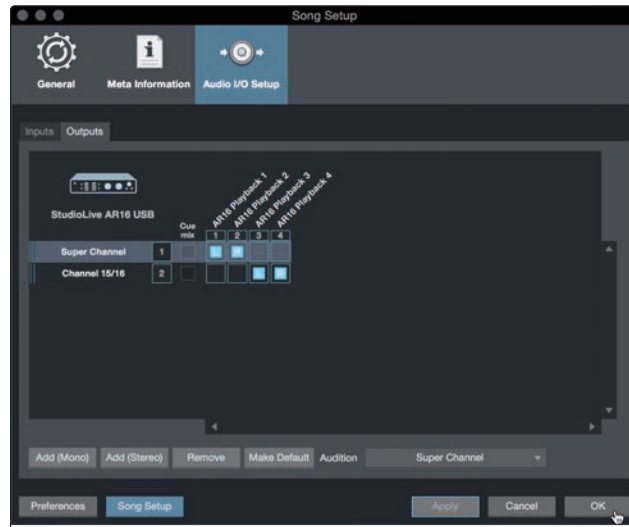 Song Setup
General
Meta Information
Audio I/O Setup
Inputs
Outputs
StudioLive AR16 USB
Cue mix
AR16 Playback 1
AR16 Playback 2
AR16 Playback 3
AR16 Playback 4
1 2 3 4
Super Channel 1 L R
Channel 15/16 2 L R
Add (Mono)
Add (Stereo)
Remove
Make Default
Audition
Super Channel
Preferences
Song Setup
Apply
Cancel
OK